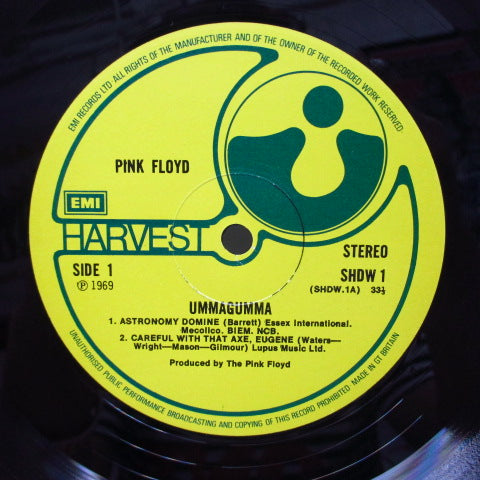 EMI RECORDS LTD ALL RIGHTS OF THE MANUFACTURER AND OF THE OWNER OF THE RECORDED WORK RESERVED.
PINK FLOYD
EMI
HARVEST
SIDE 1
Ⓟ 1969
STEREO
SHDW 1
(SHDW.1A) 33⅓
UMMAGUMMA
1. ASTRONOMY DOMINE (Barrett) Essex International.
Mecolico. BIEM. NCB.
2. CAREFUL WITH THAT AXE, EUGENE (Waters—
Wright—Mason—Gilmour) Lupus Music Ltd.
Produced by The Pink Floyd
UNAUTHORISED PUBLIC PERFORMANCE BROADCASTING AND COPYING OF THIS RECORD PROHIBITED. MADE IN GT BRITAIN